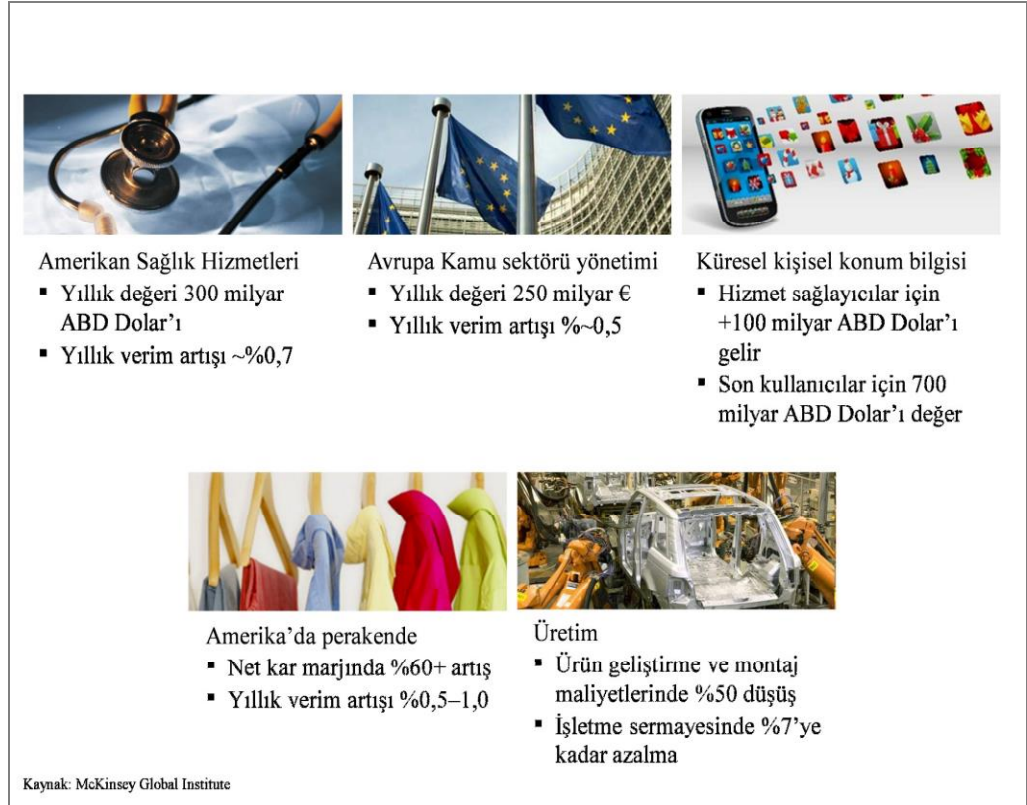 Amerikan Sağlık Hizmetleri
▪ Yıllık değeri 300 milyar
ABD Dolar’ı
▪ Yıllık verim artışı ~%0,7
Avrupa Kamu sektörü yönetimi
▪ Yıllık değeri 250 milyar €
▪ Yıllık verim artışı %~0,5
Küresel kişisel konum bilgisi
▪ Hizmet sağlayıcılar için
+100 milyar ABD Dolar’ı
gelir
▪ Son kullanıcılar için 700
milyar ABD Dolar’ı değer
Amerika’da perakende
▪ Net kar marjında %60+ artış
▪ Yıllık verim artışı %0,5–1,0
Üretim
▪ Ürün geliştirme ve montaj
maliyetlerinde %50 düşüş
▪ İşletme sermayesinde %7’ye
kadar azalma
Kaynak: McKinsey Global Institute